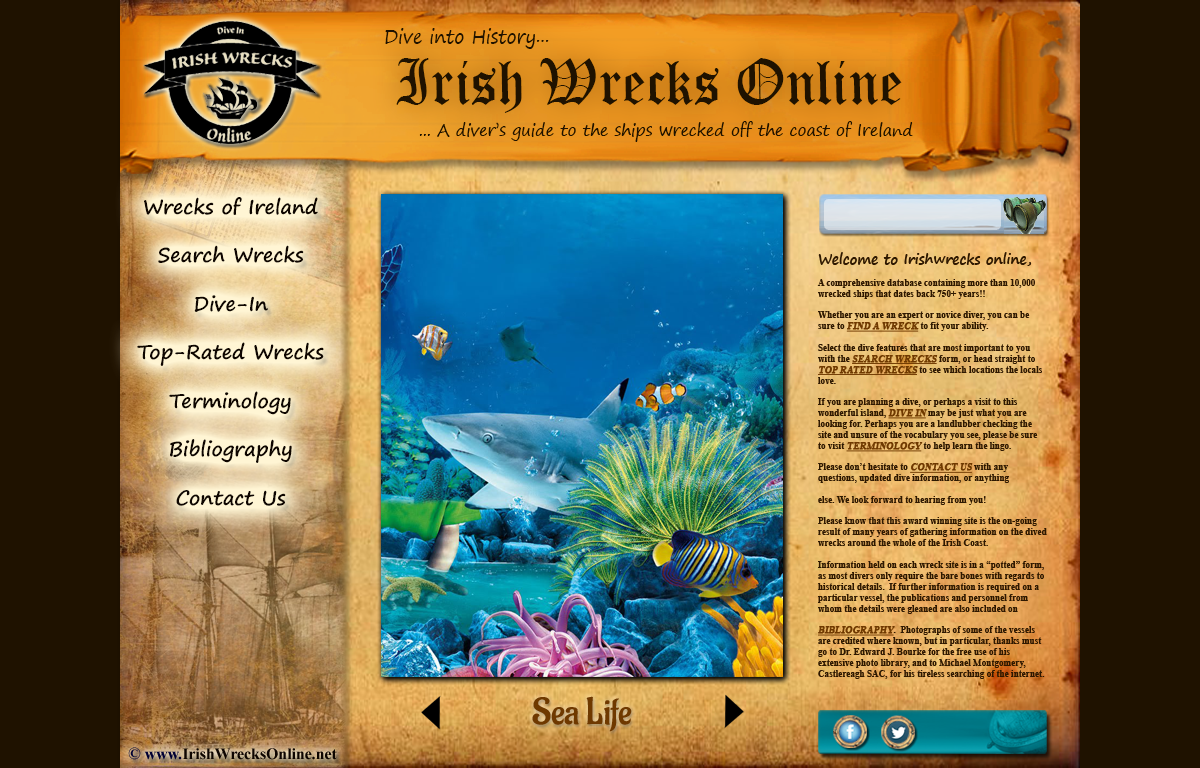 Dive In
IRISH WRECKS
Online
Dive into History...
Irish Wrecks Online
... A diver's guide to the ships wrecked off the coast of Ireland
Wrecks of Ireland
Search Wrecks
Dive-In
Top-Rated Wrecks
Terminology
Bibliography
Contact Us
© www.IrishWrecksOnline.net
Sea Life
Welcome to Irishwrecks online,
A comprehensive database containing more than 10,000
wrecked ships that dates back 750+ years!!
Whether you are an expert or novice diver, you can be
sure to FIND A WRECK to fit your ability.
Select the dive features that are most important to you
with the SEARCH WRECKS form, or head straight to
TOP RATED WRECKS to see which locations the locals
love.
If you are planning a dive, or perhaps a visit to this
wonderful island, DIVE IN may be just what you are
looking for. Perhaps you are a landlubber checking the
site and unsure of the vocabulary you see, please be sure
to visit TERMINOLOGY to help learn the lingo.
Please don't hesitate to CONTACT US with any
questions, updated dive information, or anything
else. We look forward to hearing from you!
Please know that this award winning site is the on-going
result of many years of gathering information on the dived
wrecks around the whole of the Irish Coast.
Information held on each wreck site is in a “potted” form,
as most divers only require the bare bones with regards to
historical details. If further information is required on a
particular vessel, the publications and personnel from
whom the details were gleaned are also included on
BIBLIOGRAPHY. Photographs of some of the vessels
are credited where known, but in particular, thanks must
go to Dr. Edward J. Bourke for the free use of his
extensive photo library, and to Michael Montgomery,
Castlereagh SAC, for his tireless searching of the internet.